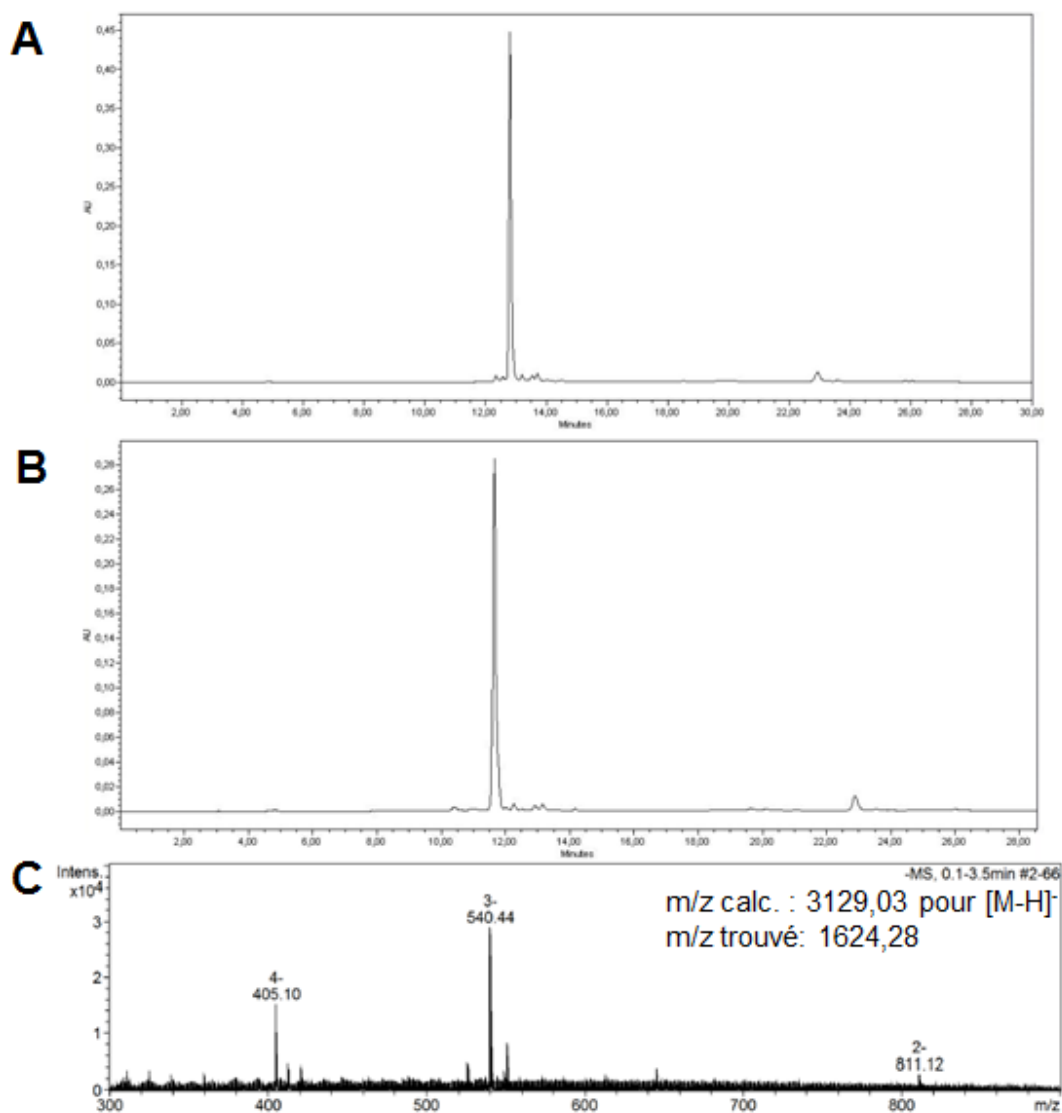 A
AU
0,45
0,40
0,35
0,30
0,25
0,20
0,15
0,10
0,05
0,00
2,00 4,00 6,00 8,00 10,00 12,00 14,00 16,00 18,00 20,00 22,00 24,00 26,00 28,00 30,00
Minutes
B
AU
0,28
0,26
0,24
0,22
0,20
0,18
0,16
0,14
0,12
0,10
0,08
0,06
0,04
0,02
0,00
2,00 4,00 6,00 8,00 10,00 12,00 14,00 16,00 18,00 20,00 22,00 24,00 26,00 28,00
Minutes
C
Intens.
x10⁴
-MS, 0.1-3.5min #2-66
m/z calc. : 3129,03 pour [M-H]⁻
m/z trouvé: 1624,28
3-
540.44
4-
405.10
2-
811.12
3
2
1
0
300 400 500 600 700 800 m/z